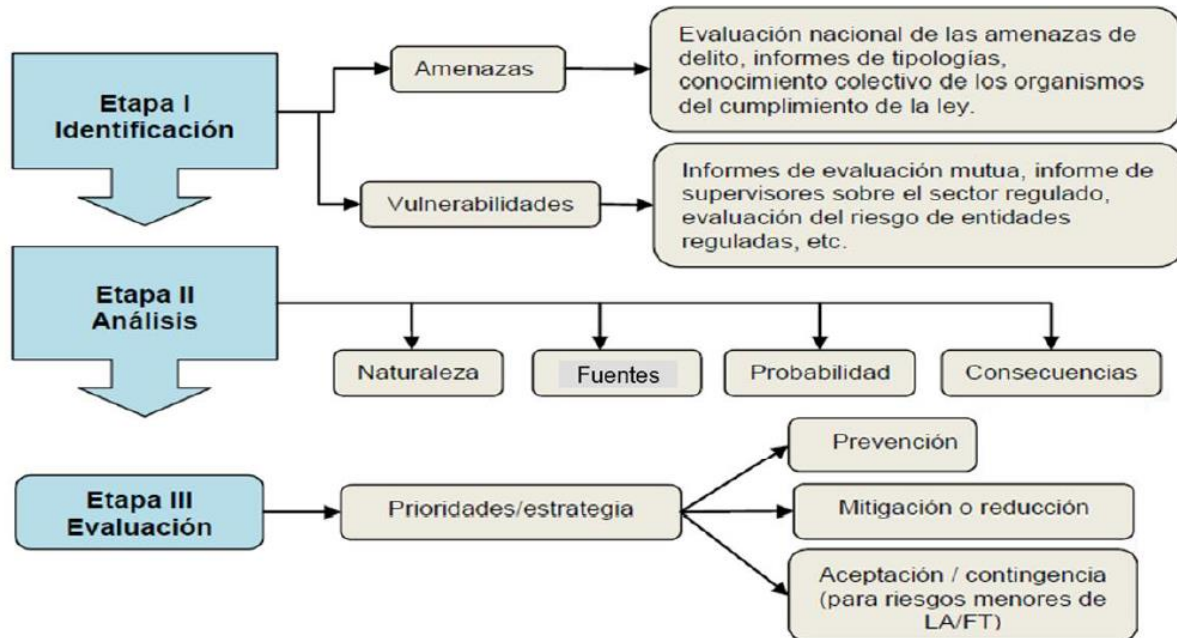 Etapa I
Identificación
Amenazas
Evaluación nacional de las amenazas de
delito, informes de tipologías,
conocimiento colectivo de los organismos
del cumplimiento de la ley.
Vulnerabilidades
Informes de evaluación mutua, informe de
supervisores sobre el sector regulado,
evaluación del riesgo de entidades
reguladas, etc.
Etapa II
Análisis
Naturaleza
Fuentes
Probabilidad
Consecuencias
Etapa III
Evaluación
Prioridades/estrategia
Prevención
Mitigación o reducción
Aceptación / contingencia
(para riesgos menores de
LA/FT)